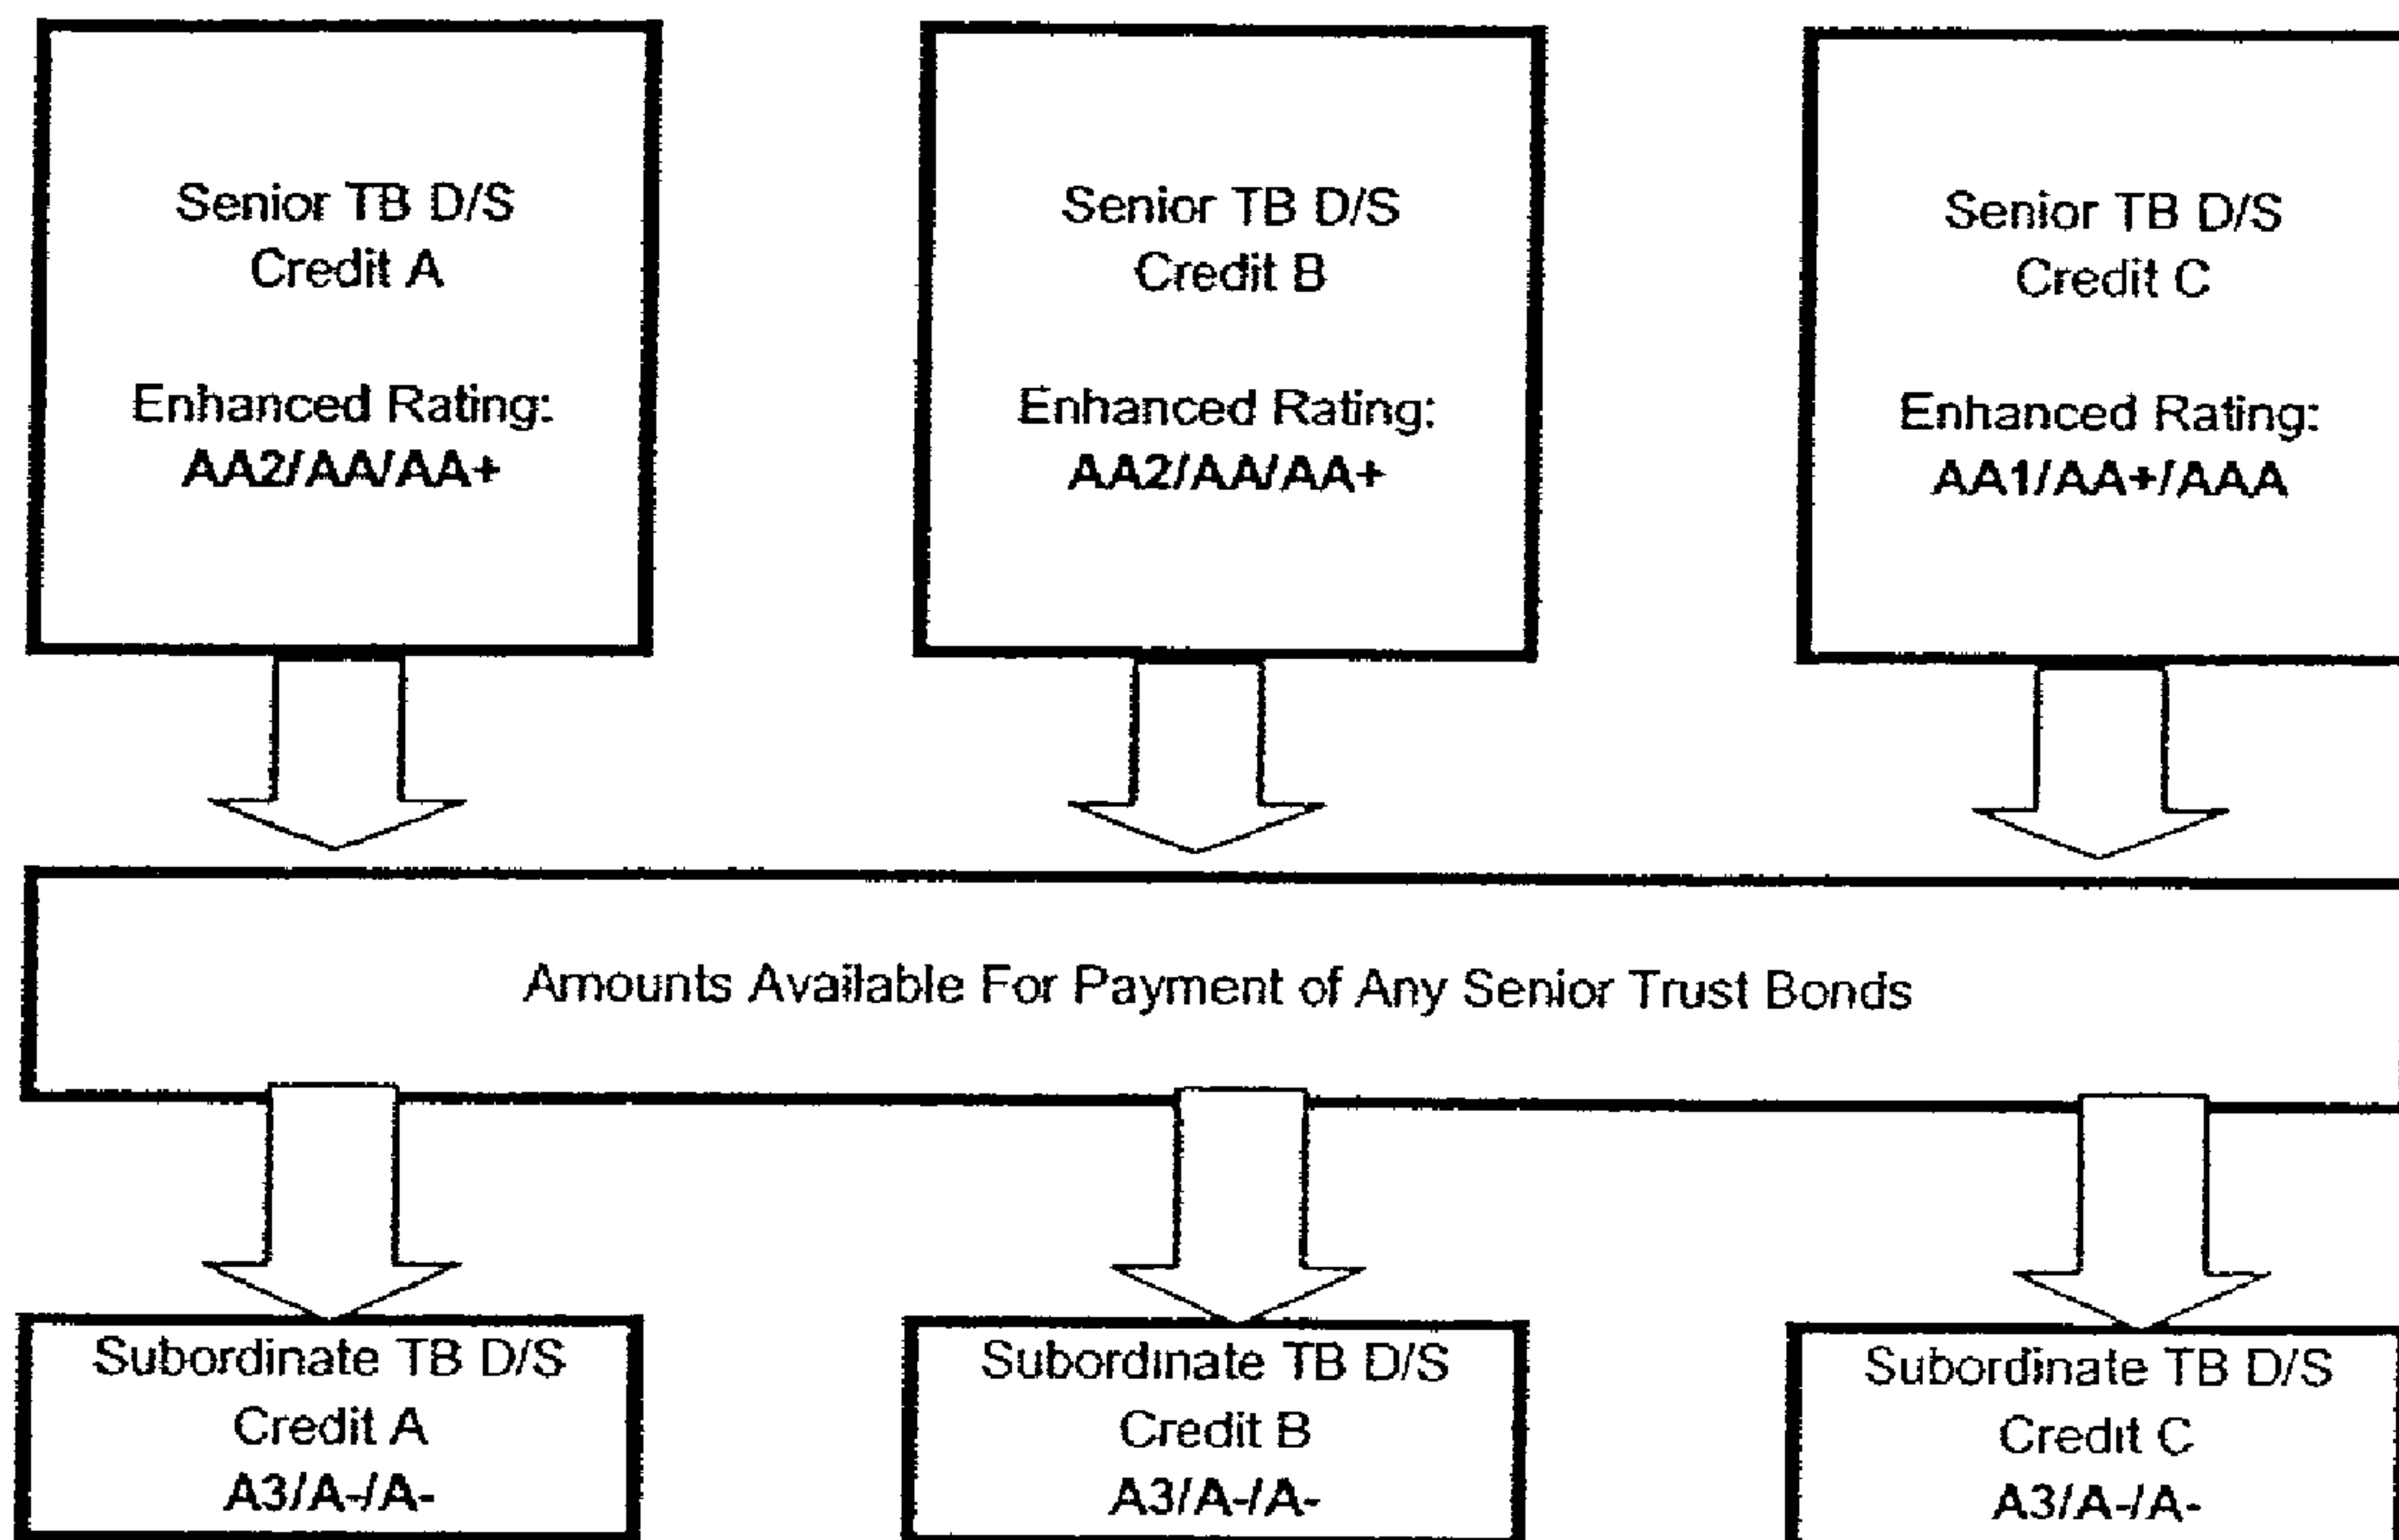 Senior TB D/S
Credit A
Enhanced Rating:
AA2/AA/AA+
Senior TB D/S
Credit B
Enhanced Rating:
AA2/AA/AA+
Senior TB D/S
Credit C
Enhanced Rating:
AA1/AA+/AAA
Amounts Available For Payment of Any Senior Trust Bonds
Subordinate TB D/S
Credit A
A3/A-/A-
Subordinate TB D/S
Credit B
A3/A-/A-
Subordinate TB D/S
Credit C
A3/A-/A-